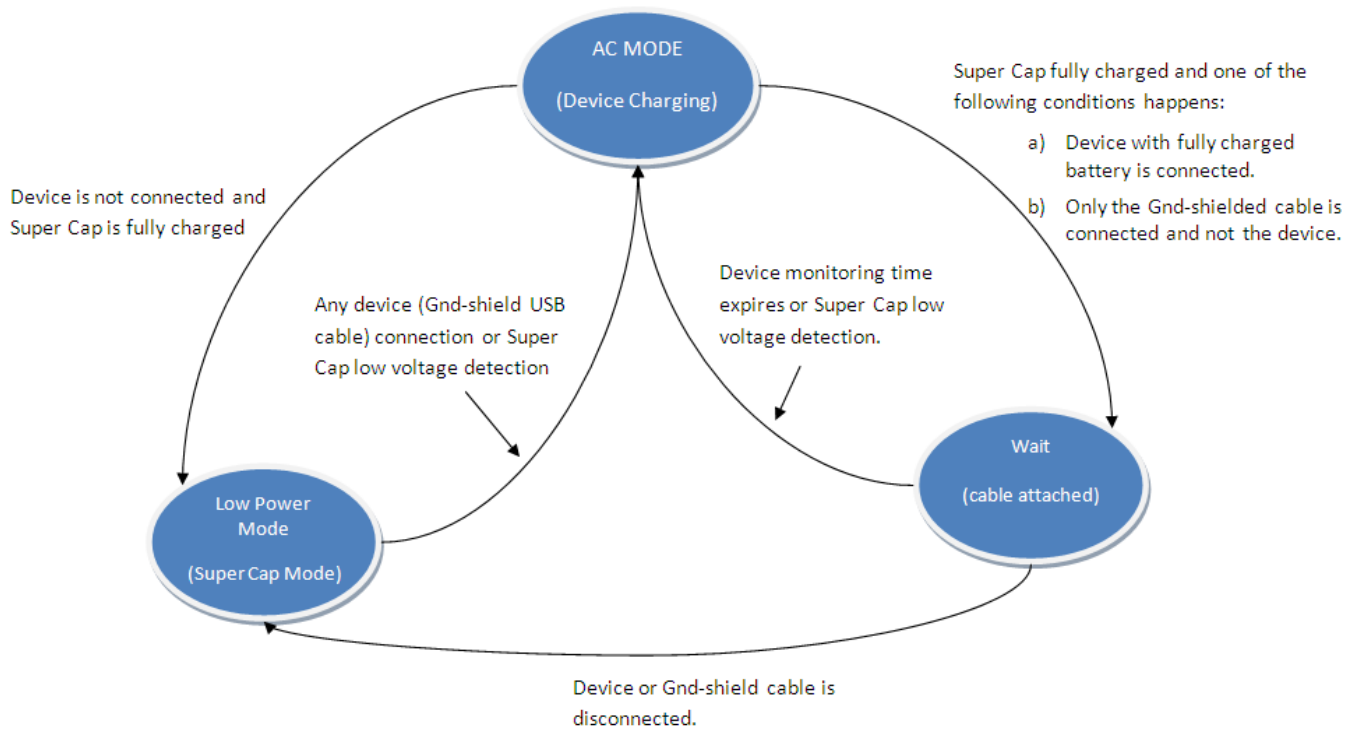 AC MODE
(Device Charging)
Super Cap fully charged and one of the
following conditions happens:
a) Device with fully charged
battery is connected.
b) Only the Gnd-shielded cable is
connected and not the device.
Device is not connected and
Super Cap is fully charged
Any device (Gnd-shield USB
cable) connection or Super
Cap low voltage detection
Device monitoring time
expires or Super Cap low
voltage detection.
Low Power
Mode
(Super Cap Mode)
Wait
(cable attached)
Device or Gnd-shield cable is
disconnected.